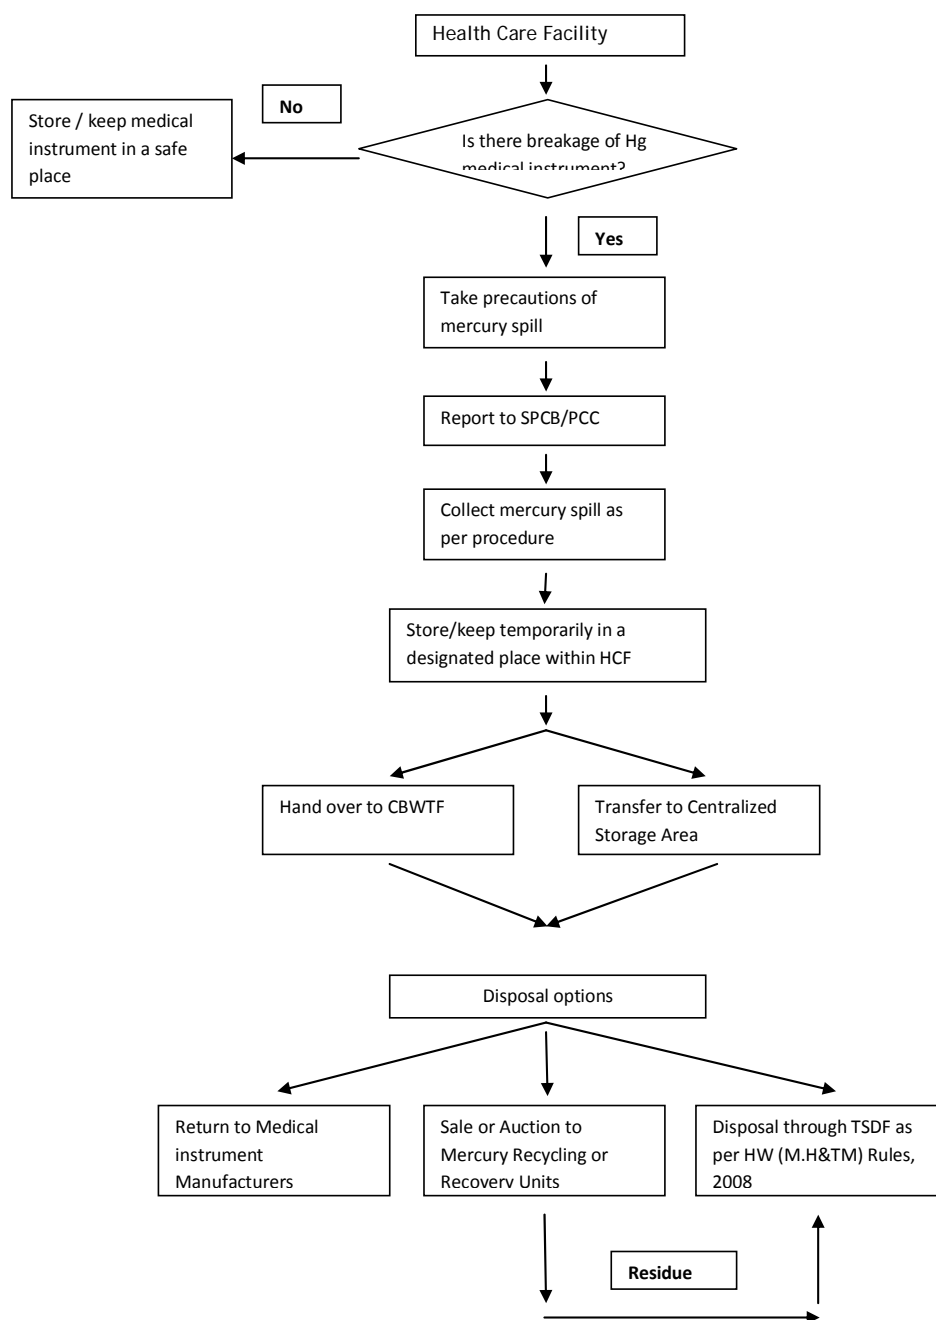 Health Care Facility
No
Store / keep medical
instrument in a safe
place
Is there breakage of Hg
medical instrument?
Yes
Take precautions of
mercury spill
Report to SPCB/PCC
Collect mercury spill as
per procedure
Store/keep temporarily in a
designated place within HCF
Hand over to CBWTF
Transfer to Centralized
Storage Area
Disposal options
Return to Medical
instrument
Manufacturers
Sale or Auction to
Mercury Recycling or
Recovery Units
Disposal through TSDF as
per HW (M.H&TM) Rules,
2008
Residue